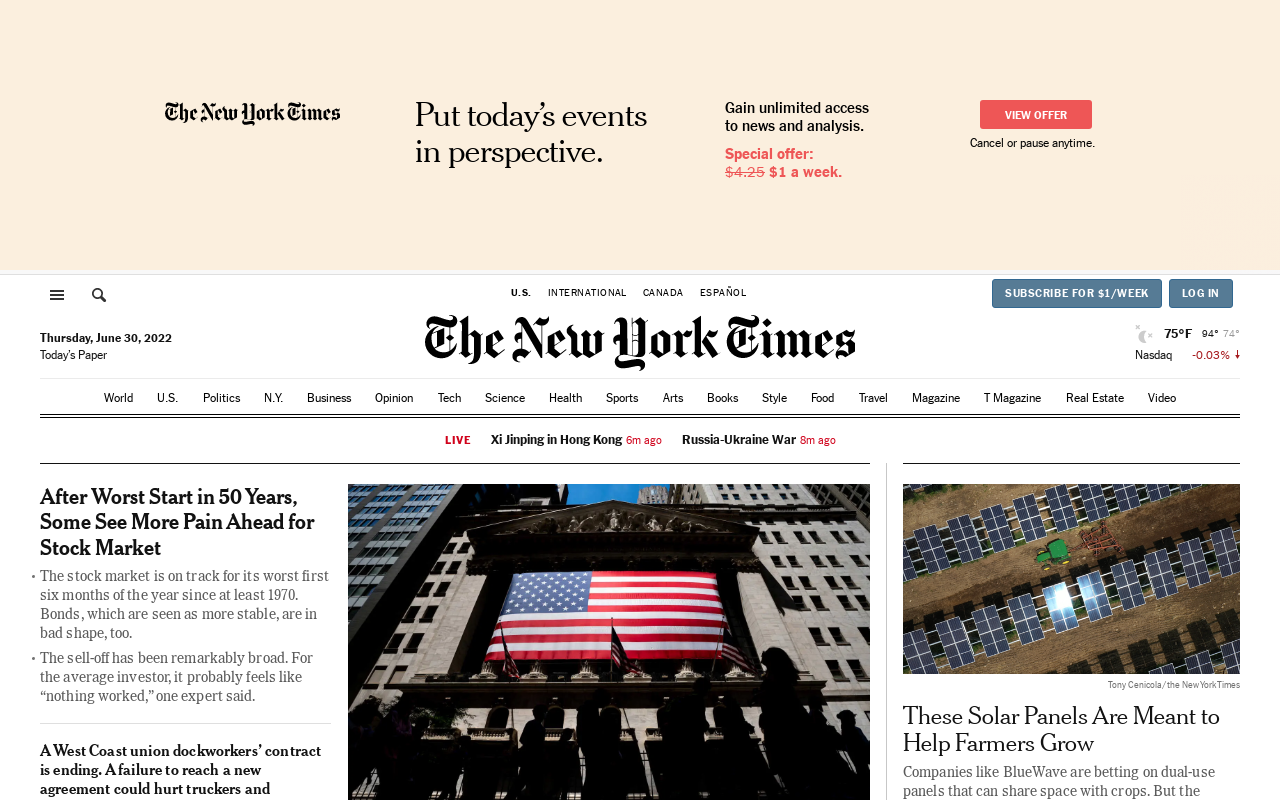 The New York Times
Put today's events
in perspective.
Gain unlimited access
to news and analysis.
Special offer:
$4.25 $1 a week.
VIEW OFFER
Cancel or pause anytime.
U.S. INTERNATIONAL CANADA ESPAÑOL
SUBSCRIBE FOR $1/WEEK LOG IN
Thursday, June 30, 2022
Today's Paper
The New York Times
75°F 94° 74°
Nasdaq -0.03% ↓
World U.S. Politics N.Y. Business Opinion Tech Science Health Sports Arts Books Style Food Travel Magazine T Magazine Real Estate Video
LIVE Xi Jinping in Hong Kong 6m ago Russia-Ukraine War 8m ago
After Worst Start in 50 Years,
Some See More Pain Ahead for
Stock Market
• The stock market is on track for its worst first
six months of the year since at least 1970.
Bonds, which are seen as more stable, are in
bad shape, too.
• The sell-off has been remarkably broad. For
the average investor, it probably feels like
“nothing worked,” one expert said.
A West Coast union dockworkers’ contract
is ending. A failure to reach a new
agreement could hurt truckers and
Tony Cenicola/the New York Times
These Solar Panels Are Meant to
Help Farmers Grow
Companies like BlueWave are betting on dual-use
panels that can share space with crops. But the